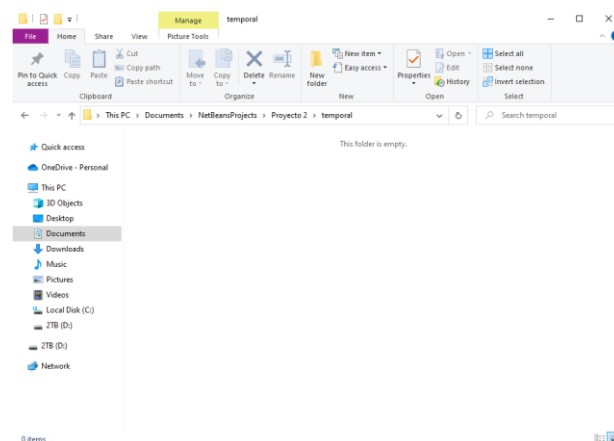 Manage temporal
File Home Share View Picture Tools
Pin to Quick access
Copy
Paste
Cut
Copy path
Paste shortcut
Clipboard
Move to
Copy to
Delete
Rename
Organize
New folder
New item
Easy access
New
Properties
Open
Edit
History
Open
Select all
Select none
Invert selection
Select
This PC > Documents > NetBeansProjects > Proyecto 2 > temporal
Search temporal
Quick access
This folder is empty.
OneDrive - Personal
This PC
3D Objects
Desktop
Documents
Downloads
Music
Pictures
Videos
Local Disk (C:)
2TB (D:)
2TB (D:)
Network
0 items